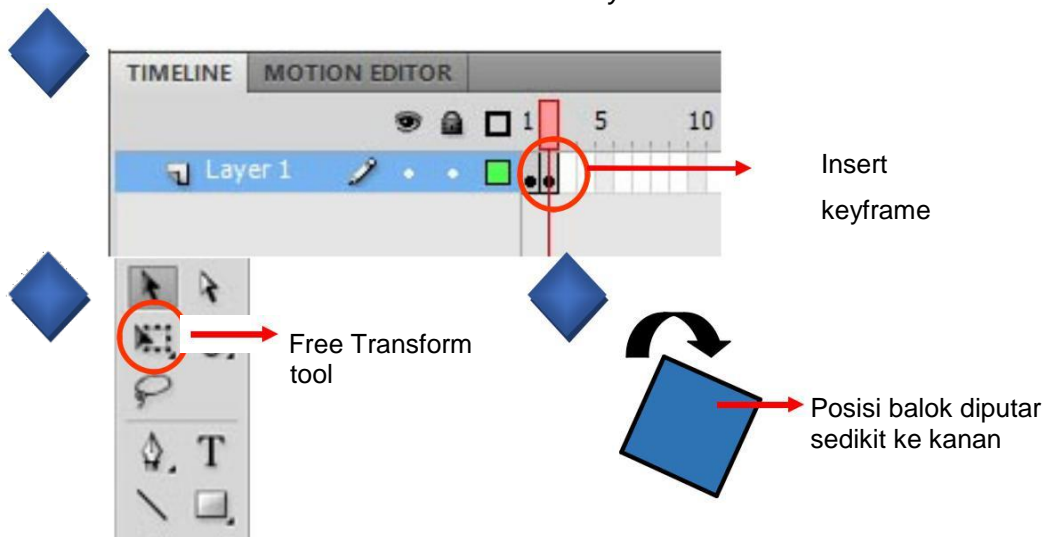 TIMELINE MOTION EDITOR
1 5 10
Layer 1
Insert
keyframe
Free Transform
tool
T
Posisi balok diputar
sedikit ke kanan